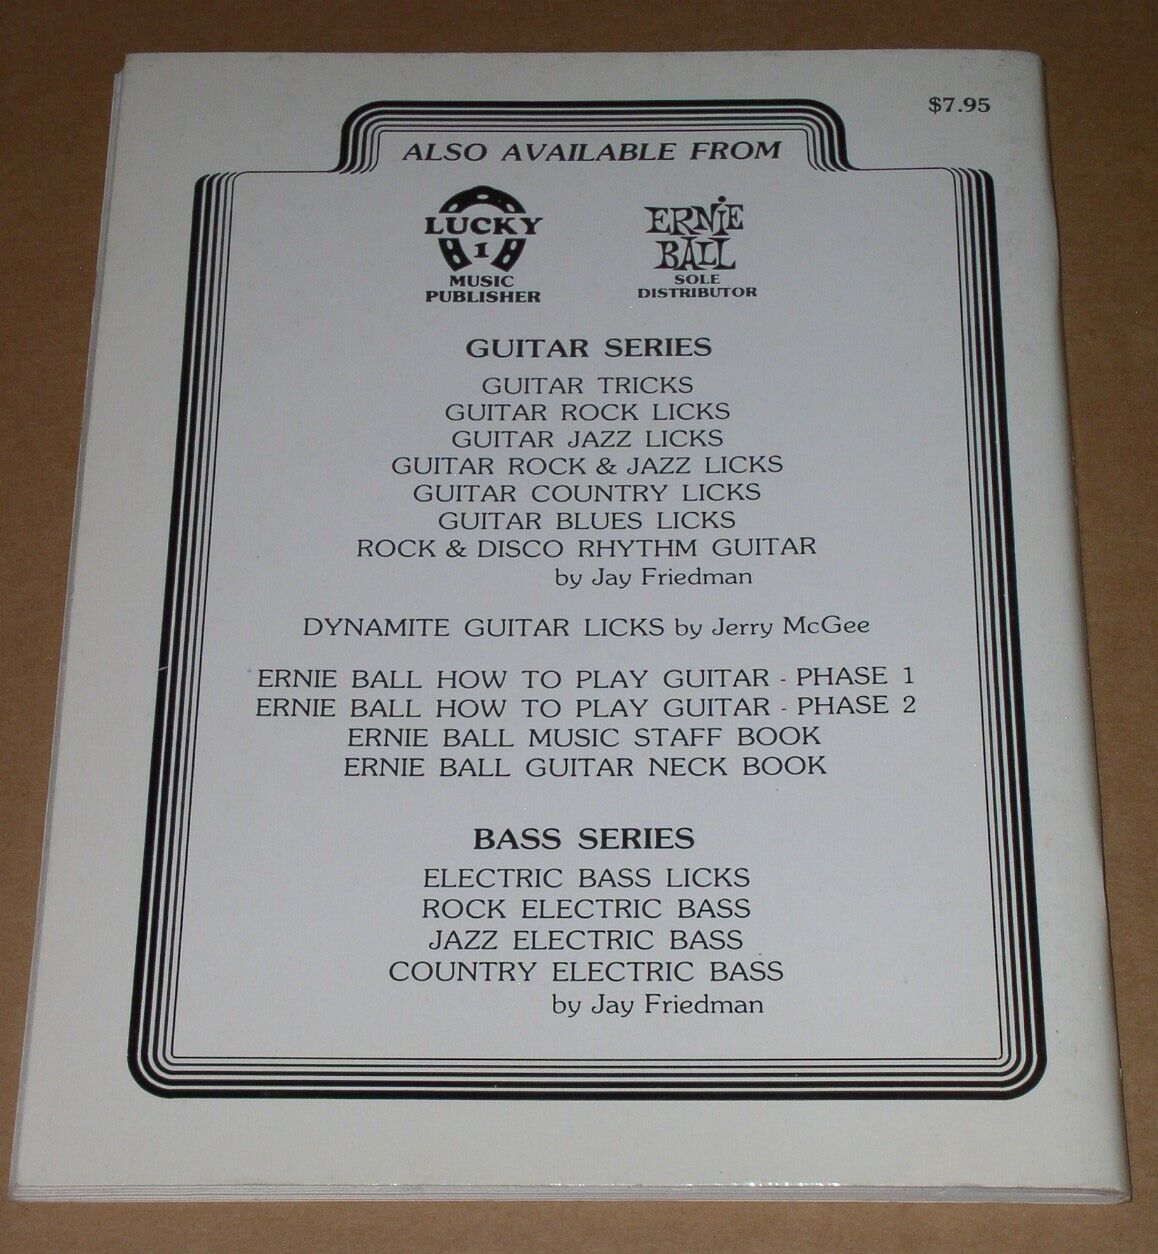 $7.95
ALSO AVAILABLE FROM
LUCKY
1
MUSIC
PUBLISHER
ERNIE
BALL
SOLE
DISTRIBUTOR
GUITAR SERIES
GUITAR TRICKS
GUITAR ROCK LICKS
GUITAR JAZZ LICKS
GUITAR ROCK & JAZZ LICKS
GUITAR COUNTRY LICKS
GUITAR BLUES LICKS
ROCK & DISCO RHYTHM GUITAR
by Jay Friedman
DYNAMITE GUITAR LICKS by Jerry McGee
ERNIE BALL HOW TO PLAY GUITAR - PHASE 1
ERNIE BALL HOW TO PLAY GUITAR - PHASE 2
ERNIE BALL MUSIC STAFF BOOK
ERNIE BALL GUITAR NECK BOOK
BASS SERIES
ELECTRIC BASS LICKS
ROCK ELECTRIC BASS
JAZZ ELECTRIC BASS
COUNTRY ELECTRIC BASS
by Jay Friedman